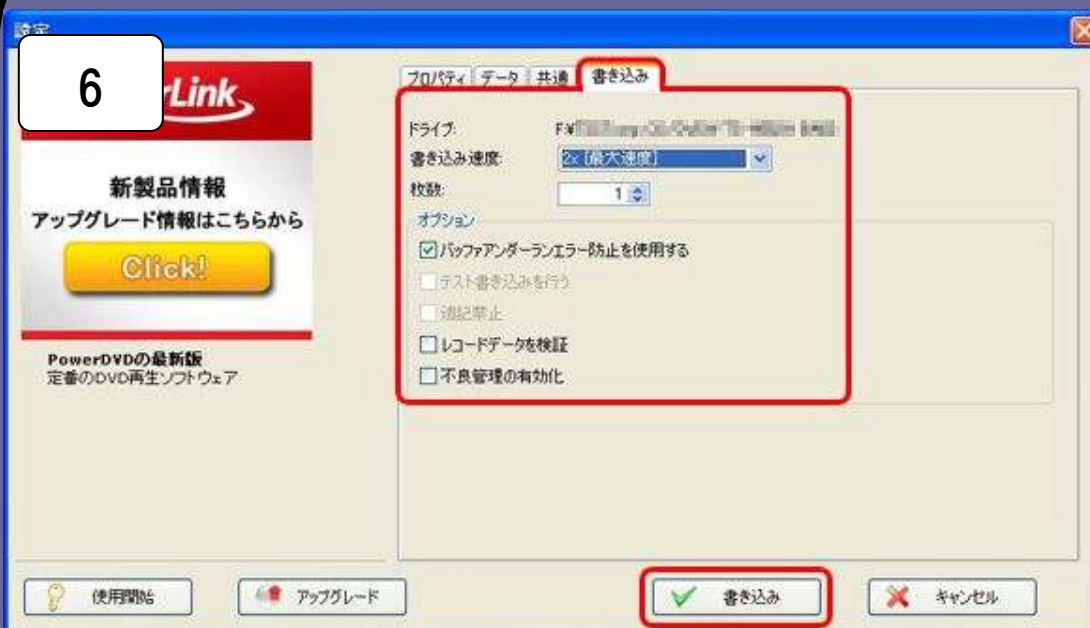 設定
6
rLink
新製品情報
アップグレード情報はこちらから
Click!
PowerDVDの最新版
定番のDVD再生ソフトウェア
プロパティ データ 共通 書き込み
ドライブ: F¥
書き込み速度: 2x [最大速度]
枚数: 1
オプション
バッファアンダーランエラー防止を使用する
テスト書き込みを行う
追記禁止
レコードデータを検証
不良管理の有効化
使用開始 アップグレード 書き込み キャンセル